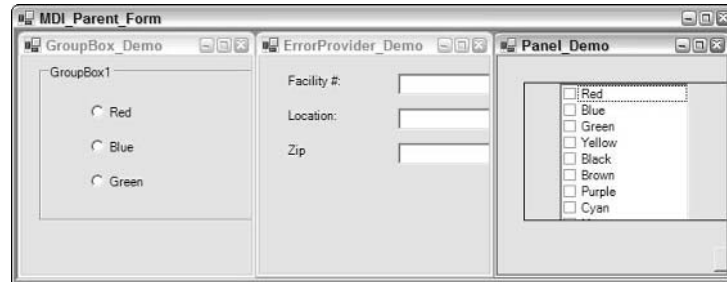 MDI_Parent_Form
GroupBox_Demo
GroupBox1
Red
Blue
Green
ErrorProvider_Demo
Facility #:
Location:
Zip
Panel_Demo
Red
Blue
Green
Yellow
Black
Brown
Purple
Cyan